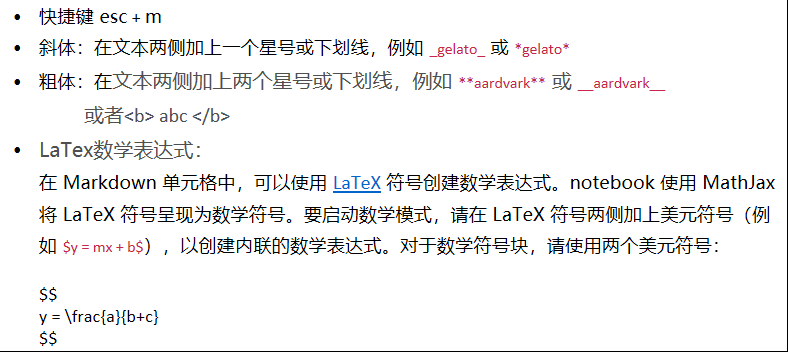 • 快捷键 esc + m
• 斜体：在文本两侧加上一个星号或下划线，例如 _gelato_ 或 *gelato*
• 粗体：在文本两侧加上两个星号或下划线，例如 **aardvark** 或 __aardvark__
或者<b> abc </b>
• LaTex数学表达式：
在 Markdown 单元格中，可以使用 LaTeX 符号创建数学表达式。notebook 使用 MathJax
将 LaTeX 符号呈现为数学符号。要启动数学模式，请在 LaTeX 符号两侧加上美元符号（例
如 $y = mx + b$），以创建内联的数学表达式。对于数学符号块，请使用两个美元符号：
$$
y = \frac{a}{b+c}
$$